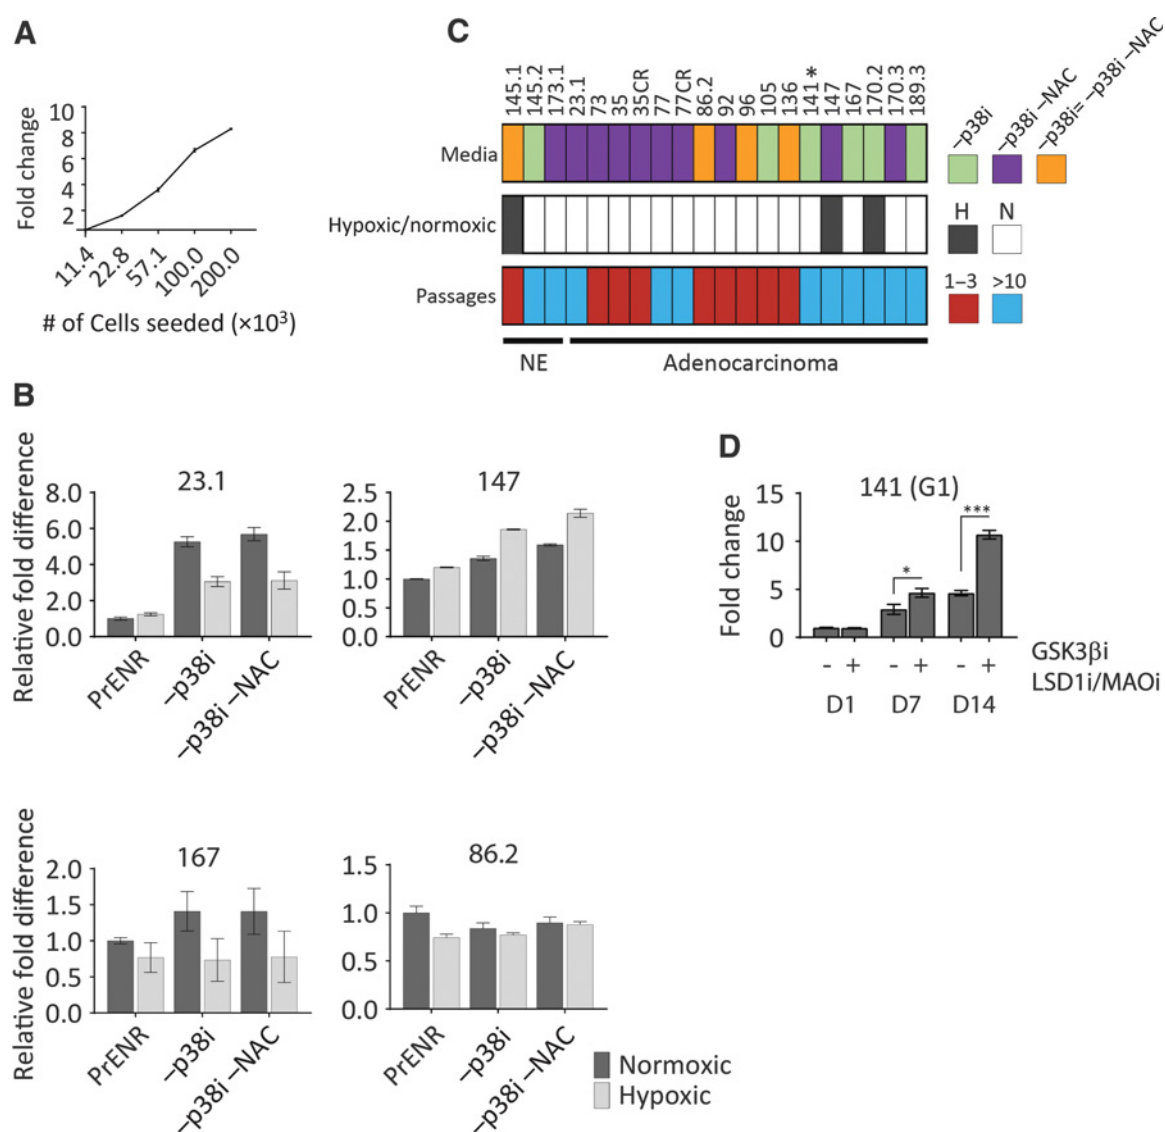 A
Fold change
10
8
6
4
2
11.4
22.8
57.1
100.0
200.0
# of Cells seeded (×10³)
C
145.1
145.2
173.1
23.1
73
35
35CR
77
77CR
86.2
92
96
105
136
141*
147
167
170.2
170.3
189.3
Media
Hypoxic/normoxic
Passages
NE
Adenocarcinoma
–p38i
–p38i –NAC
–p38i= –p38i –NAC
H
N
1–3
>10
B
Relative fold difference
23.1
8.0
6.0
4.0
2.0
0.0
PrENR
–p38i
–p38i –NAC
147
2.5
2.0
1.5
1.0
0.5
0.0
PrENR
–p38i
–p38i –NAC
D
141 (G1)
Fold change
15
10
5
0
*
***
- + - + - +
GSK3βi
LSD1i/MAOi
D1 D7 D14
Relative fold difference
167
2.0
1.5
1.0
0.5
0.0
PrENR
–p38i
–p38i –NAC
86.2
1.5
1.0
0.5
0.0
PrENR
–p38i
–p38i –NAC
Normoxic
Hypoxic